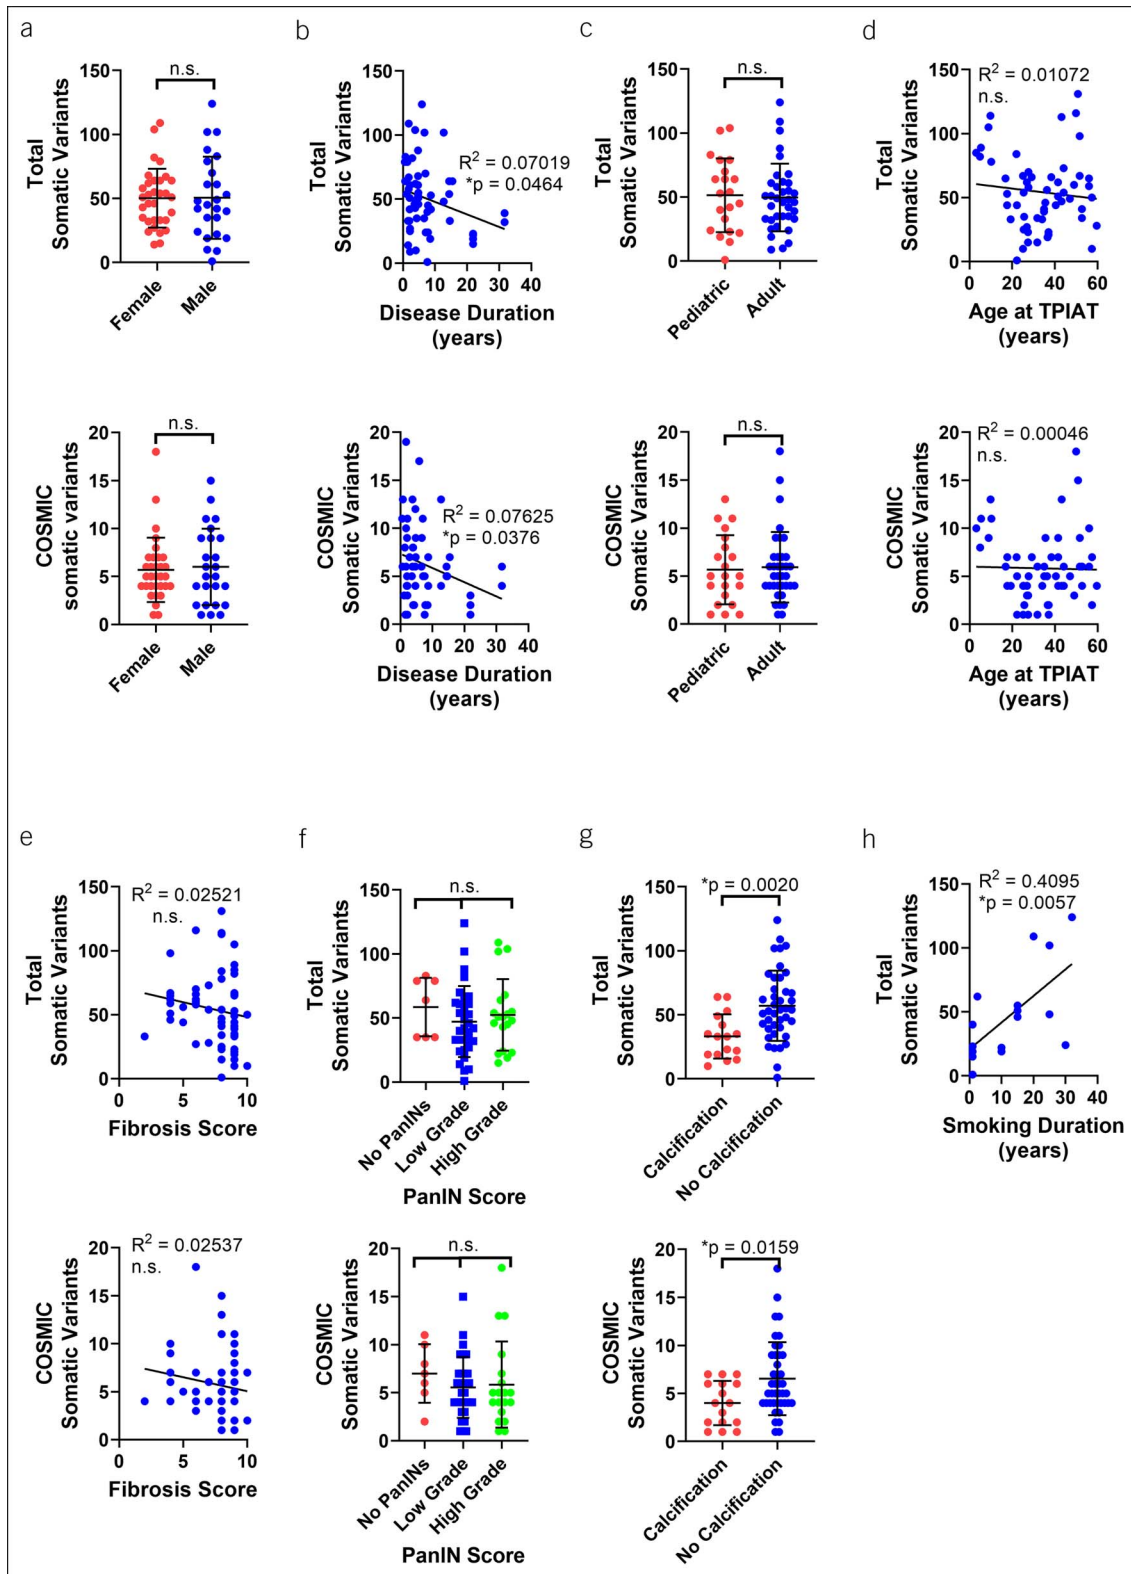 a
n.s.
150
100
50
0
Total
Somatic Variants
Female
Male
b
150
100
50
0
Total
Somatic Variants
R² = 0.07019
*p = 0.0464
0 10 20 30 40
Disease Duration
(years)
c
n.s.
150
100
50
0
Total
Somatic Variants
Pediatric
Adult
d
R² = 0.01072
n.s.
150
100
50
0
Total
Somatic Variants
0 20 40 60
Age at TPIAT
(years)
n.s.
20
15
10
5
0
COSMIC
somatic variants
Female
Male
20
15
10
5
0
COSMIC
Somatic Variants
R² = 0.07625
*p = 0.0376
0 10 20 30 40
Disease Duration
(years)
n.s.
20
15
10
5
0
COSMIC
Somatic Variants
Pediatric
Adult
R² = 0.00046
n.s.
20
15
10
5
0
COSMIC
Somatic Variants
0 20 40 60
Age at TPIAT
(years)
e
150
100
50
0
Total
Somatic Variants
R² = 0.02521
n.s.
0 5 10
Fibrosis Score
f
n.s.
150
100
50
0
Total
Somatic Variants
No PanINs
Low Grade
High Grade
PanIN Score
g
*p = 0.0020
150
100
50
0
Total
Somatic Variants
Calcification
No Calcification
h
R² = 0.4095
*p = 0.0057
150
100
50
0
Total
Somatic Variants
0 10 20 30 40
Smoking Duration
(years)
R² = 0.02537
n.s.
20
15
10
5
0
COSMIC
Somatic Variants
0 5 10
Fibrosis Score
n.s.
20
15
10
5
0
COSMIC
Somatic Variants
No PanINs
Low Grade
High Grade
PanIN Score
*p = 0.0159
20
15
10
5
0
COSMIC
Somatic Variants
Calcification
No Calcification